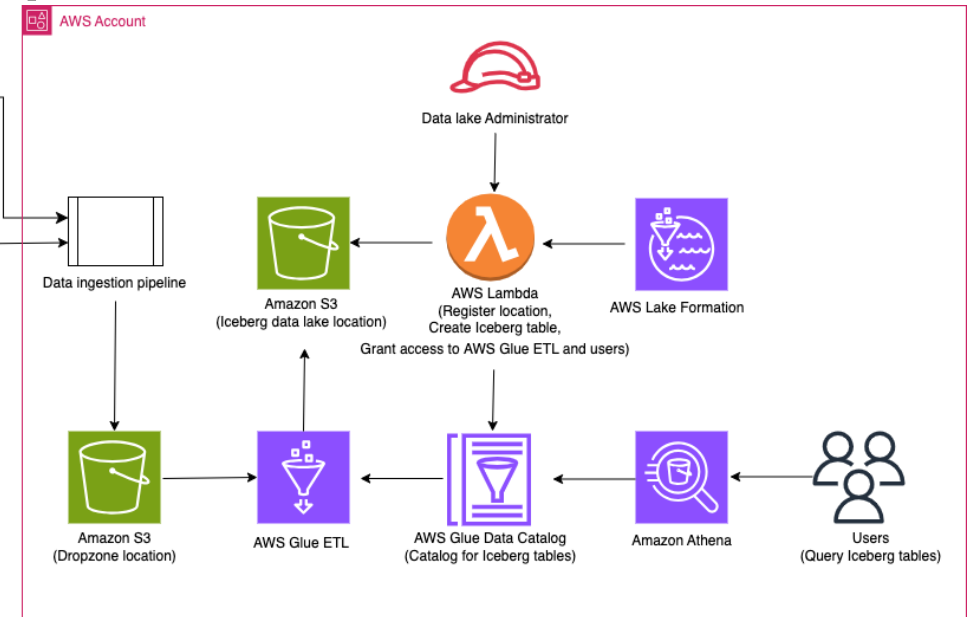 AWS Account
Data lake Administrator
Data ingestion pipeline
Amazon S3
(Iceberg data lake location)
AWS Lambda
(Register location,
Create Iceberg table,
Grant access to AWS Glue ETL and users)
AWS Lake Formation
Amazon S3
(Dropzone location)
AWS Glue ETL
AWS Glue Data Catalog
(Catalog for Iceberg tables)
Amazon Athena
Users
(Query Iceberg tables)